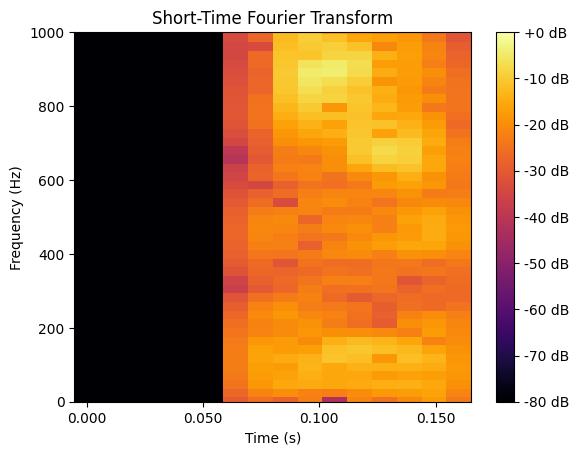 Short-Time Fourier Transform
1000
800
600
400
200
0
Frequency (Hz)
0.000
0.050
0.100
0.150
Time (s)
+0 dB
-10 dB
-20 dB
-30 dB
-40 dB
-50 dB
-60 dB
-70 dB
-80 dB